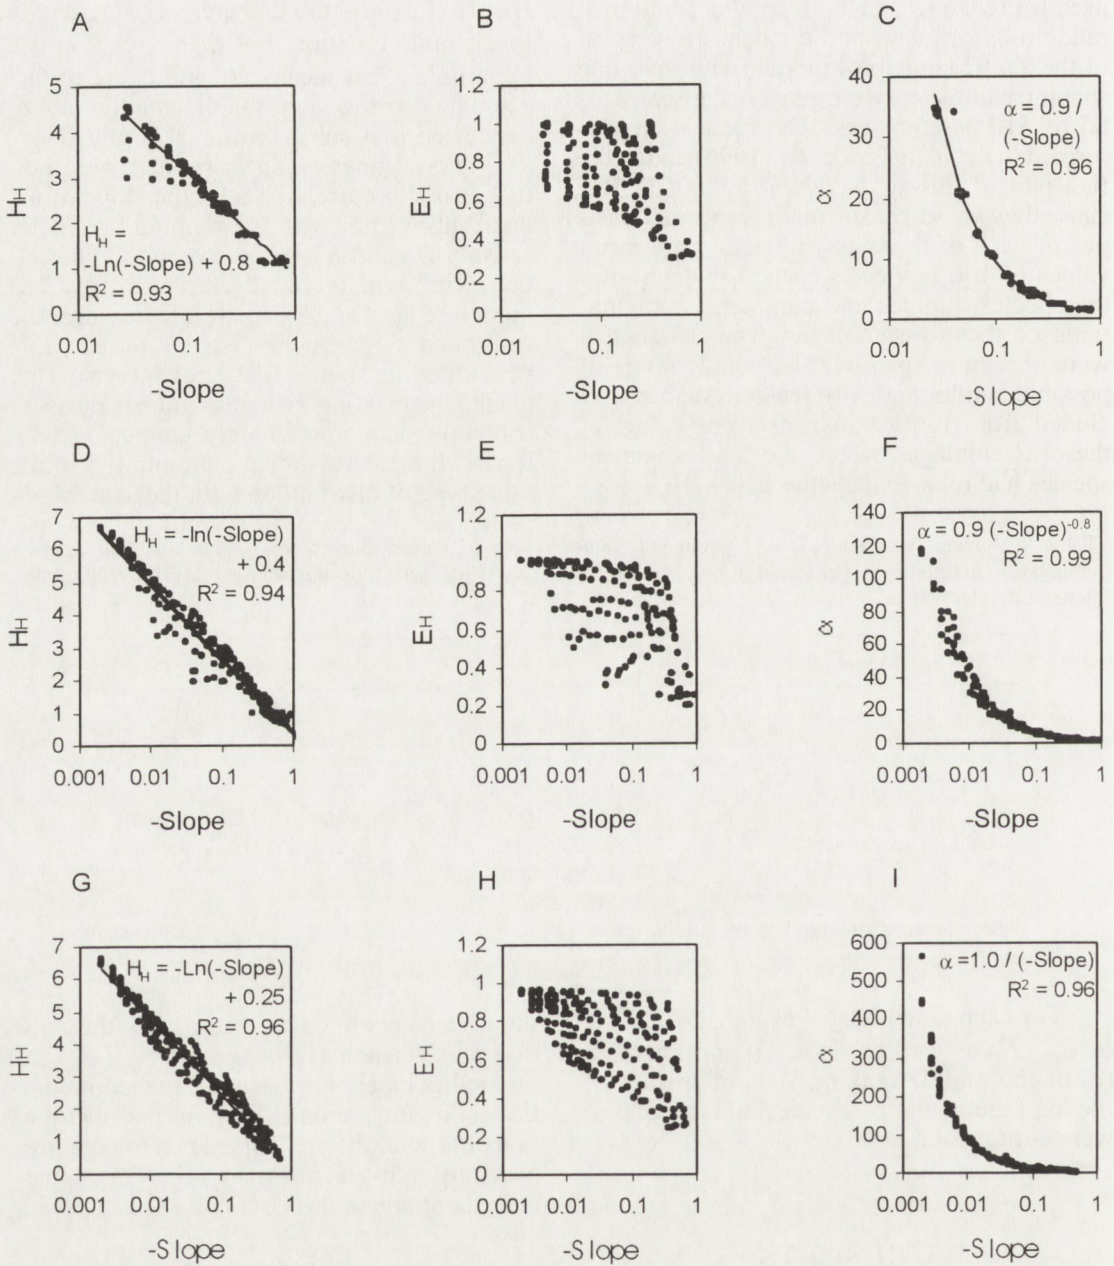 A
5
4
3
2
1
0
H_H
H_H =
-Ln(-Slope) + 0.8
R² = 0.93
0.01 0.1 1
-Slope
B
1.2
1
0.8
0.6
0.4
0.2
0
E_H
0.01 0.1 1
-Slope
C
40
30
20
10
0
α
α = 0.9 /
(-Slope)
R² = 0.96
0.01 0.1 1
-Slope
D
7
6
5
4
3
2
1
0
H_H
H_H = -ln(-Slope)
+ 0.4
R² = 0.94
0.001 0.01 0.1 1
-Slope
E
1.2
1
0.8
0.6
0.4
0.2
0
E_H
0.001 0.01 0.1 1
-Slope
F
140
120
100
80
60
40
20
0
α
α = 0.9 (-Slope)^-0.8
R² = 0.99
0.001 0.01 0.1 1
-Slope
G
7
6
5
4
3
2
1
0
H_H
H_H = -Ln(-Slope)
+ 0.25
R² = 0.96
0.001 0.01 0.1 1
-Slope
H
1.2
1
0.8
0.6
0.4
0.2
0
E_H
0.001 0.01 0.1 1
-Slope
I
600
500
400
300
200
100
0
α
α =1.0 / (-Slope)
R² = 0.96
0.001 0.01 0.1 1
-Slope